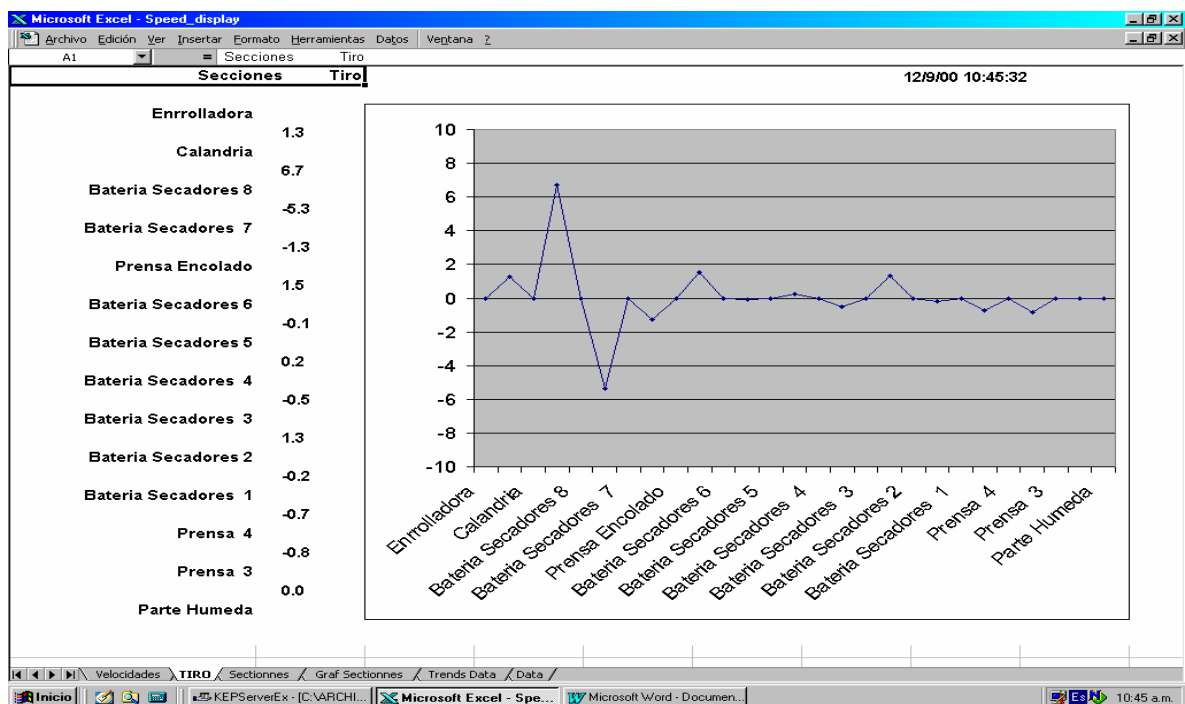 Microsoft Excel - Speed_display
Archivo Edición Ver Insertar Formato Herramientas Datos Ventana ?
A1 = Secciones Tiro
Secciones Tiro
12/9/00 10:45:32
Enrrolladora
1.3
Calandria
6.7
Bateria Secadores 8
-5.3
Bateria Secadores 7
-1.3
Prensa Encolado
1.5
Bateria Secadores 6
-0.1
Bateria Secadores 5
0.2
Bateria Secadores 4
-0.5
Bateria Secadores 3
1.3
Bateria Secadores 2
-0.2
Bateria Secadores 1
-0.7
Prensa 4
-0.8
Prensa 3
0.0
Parte Humeda
10
8
6
4
2
0
-2
-4
-6
-8
-10
Enrrolladora
Calandria
Bateria Secadores 8
Bateria Secadores 7
Prensa Encolado
Bateria Secadores 6
Bateria Secadores 5
Bateria Secadores 4
Bateria Secadores 3
Bateria Secadores 2
Bateria Secadores 1
Prensa 4
Prensa 3
Parte Humeda
Velocidades TIRO Sectionnes Graf Sectionnes Trends Data Data
Inicio KEPServerEx - [C:\ARCHI... Microsoft Excel - Spe... Microsoft Word - Documen... Es 10:45 a.m.